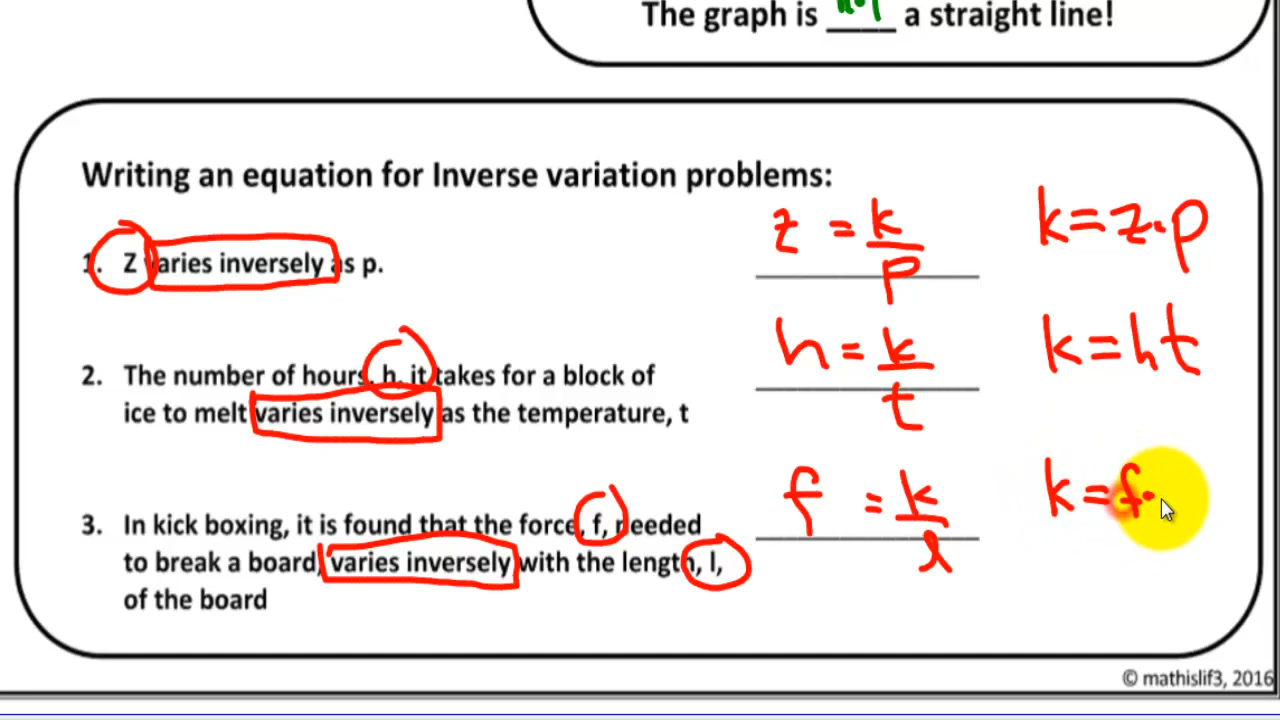 The graph is ____ a straight line!
Writing an equation for Inverse variation problems:
1. Z varies inversely as p.
z = k/p
k = z·p
2. The number of hours, h, it takes for a block of
ice to melt varies inversely as the temperature, t
h = k/t
k = ht
3. In kick boxing, it is found that the force, f, needed
to break a board, varies inversely with the length, l,
of the board
f = k/l
k = f·
© mathislif3, 2016